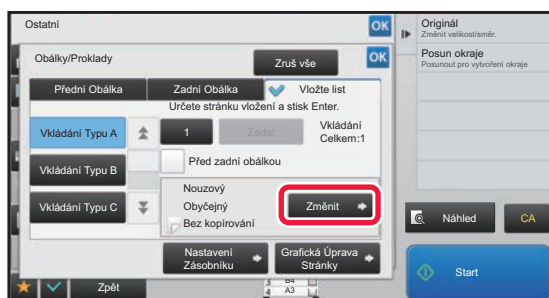 Ostatní
OK
Obálky/Proklady
Zruš vše
OK
Přední Obálka
Zadní Obálka
Vložte list
Určete stránku vložení a stisk Enter.
Vkládání Typu A
1
Zadat
Vkládání
Celkem:1
Vkládání Typu B
Před zadní obálkou
Vkládání Typu C
Nouzový
Obyčejný
Bez kopírování
Změnit
Nastavení
Zásobníku
Grafická Úprava
Stránky
Zpět
3 B4
4 A3
Originál
Změnit velikost/směr.
Posun okraje
Posunout pro vytvoření okraje
Náhled
CA
Start